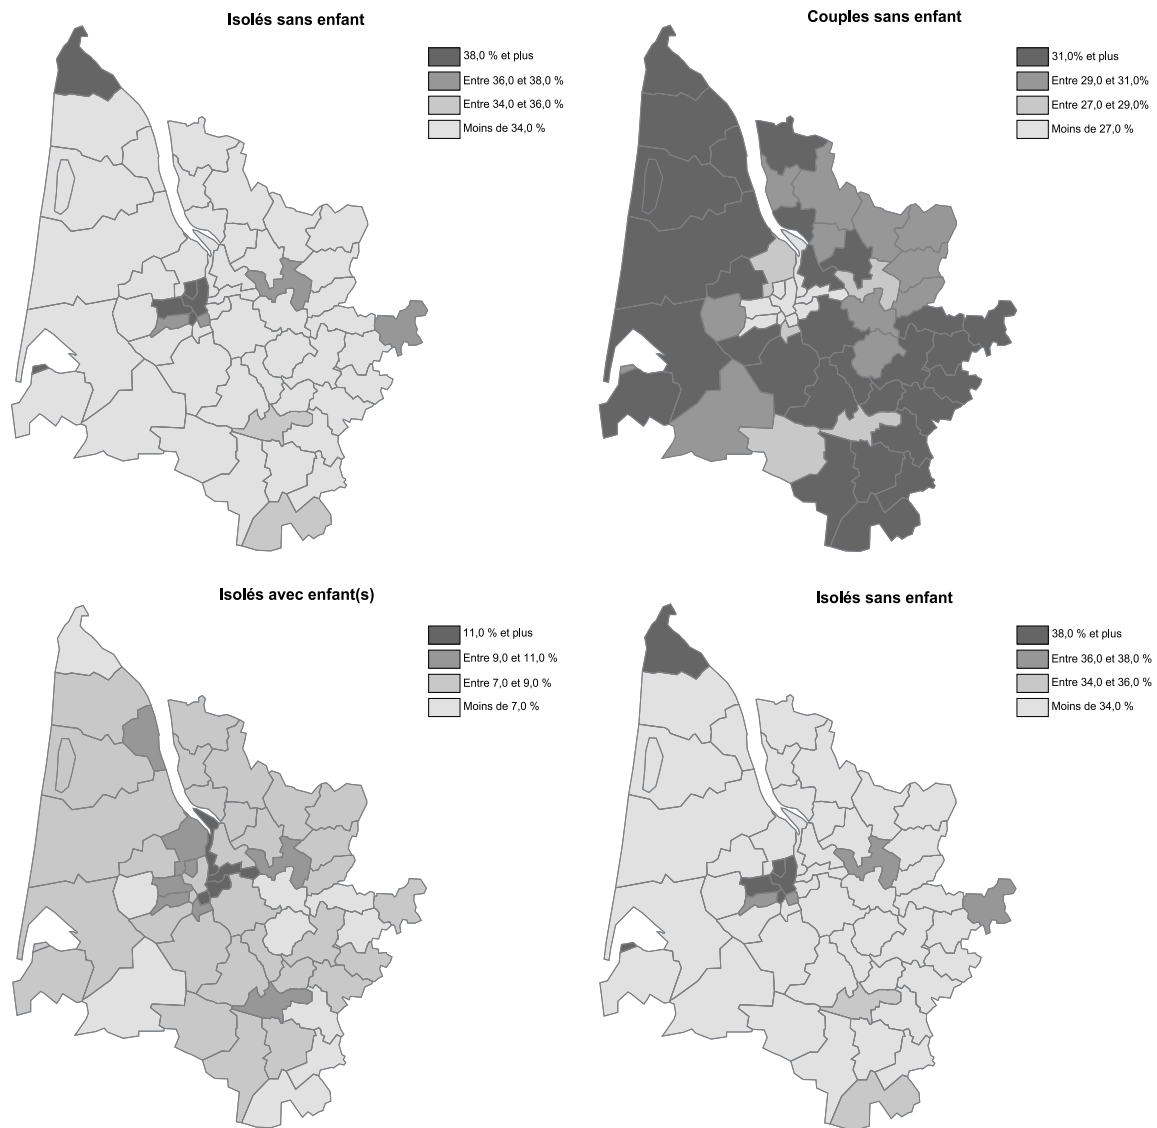 Isolés sans enfant
38,0 % et plus
Entre 36,0 et 38,0 %
Entre 34,0 et 36,0 %
Moins de 34,0 %
Couples sans enfant
31,0% et plus
Entre 29,0 et 31,0%
Entre 27,0 et 29,0%
Moins de 27,0 %
Isolés avec enfant(s)
11,0 % et plus
Entre 9,0 et 11,0 %
Entre 7,0 et 9,0 %
Moins de 7,0 %
Isolés sans enfant
38,0 % et plus
Entre 36,0 et 38,0 %
Entre 34,0 et 36,0 %
Moins de 34,0 %